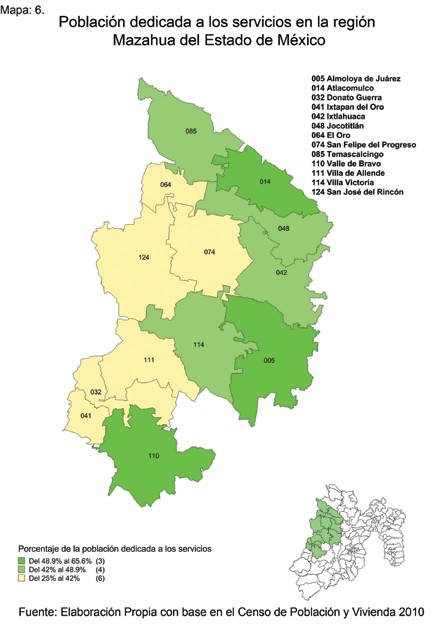 Mapa: 6.
Población dedicada a los servicios en la región
Mazahua del Estado de México
005 Almoloya de Juárez
014 Atlacomulco
032 Donato Guerra
041 Ixtapan del Oro
042 Ixtlahuaca
048 Jocotitlán
064 El Oro
074 San Felipe del Progreso
085 Temascalcingo
110 Valle de Bravo
111 Villa de Allende
114 Villa Victoria
124 San José del Rincón
085
014
064
048
074
124
042
114
111
005
032
041
110
Porcentaje de la población dedicada a los servicios
Del 48.9% al 65.6% (3)
Del 42% al 48.9% (4)
Del 25% al 42% (6)
Fuente: Elaboración Propia con base en el Censo de Población y Vivienda 2010